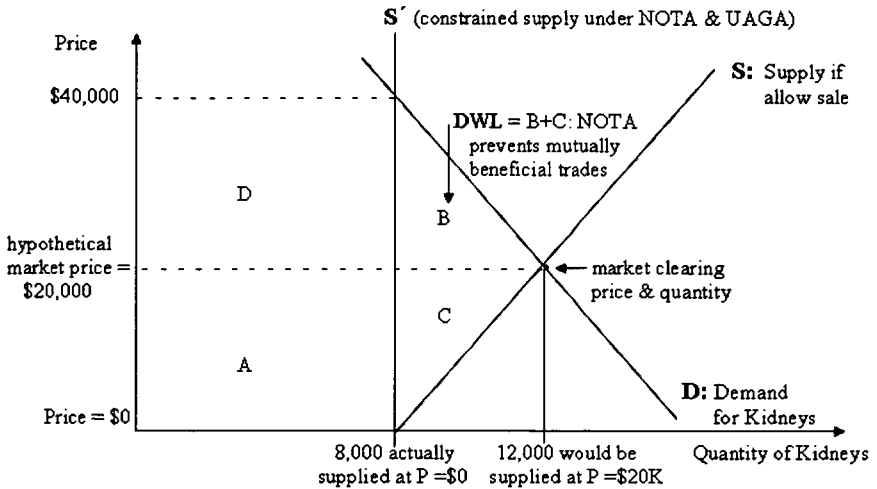 S´ (constrained supply under NOTA & UAGA)
Price
$40,000
S: Supply if
allow sale
DWL = B+C: NOTA
prevents mutually
beneficial trades
D
B
hypothetical
market price =
$20,000
market clearing
price & quantity
C
A
D: Demand
for Kidneys
Price = $0
8,000 actually
supplied at P =$0
12,000 would be
supplied at P =$20K
Quantity of Kidneys